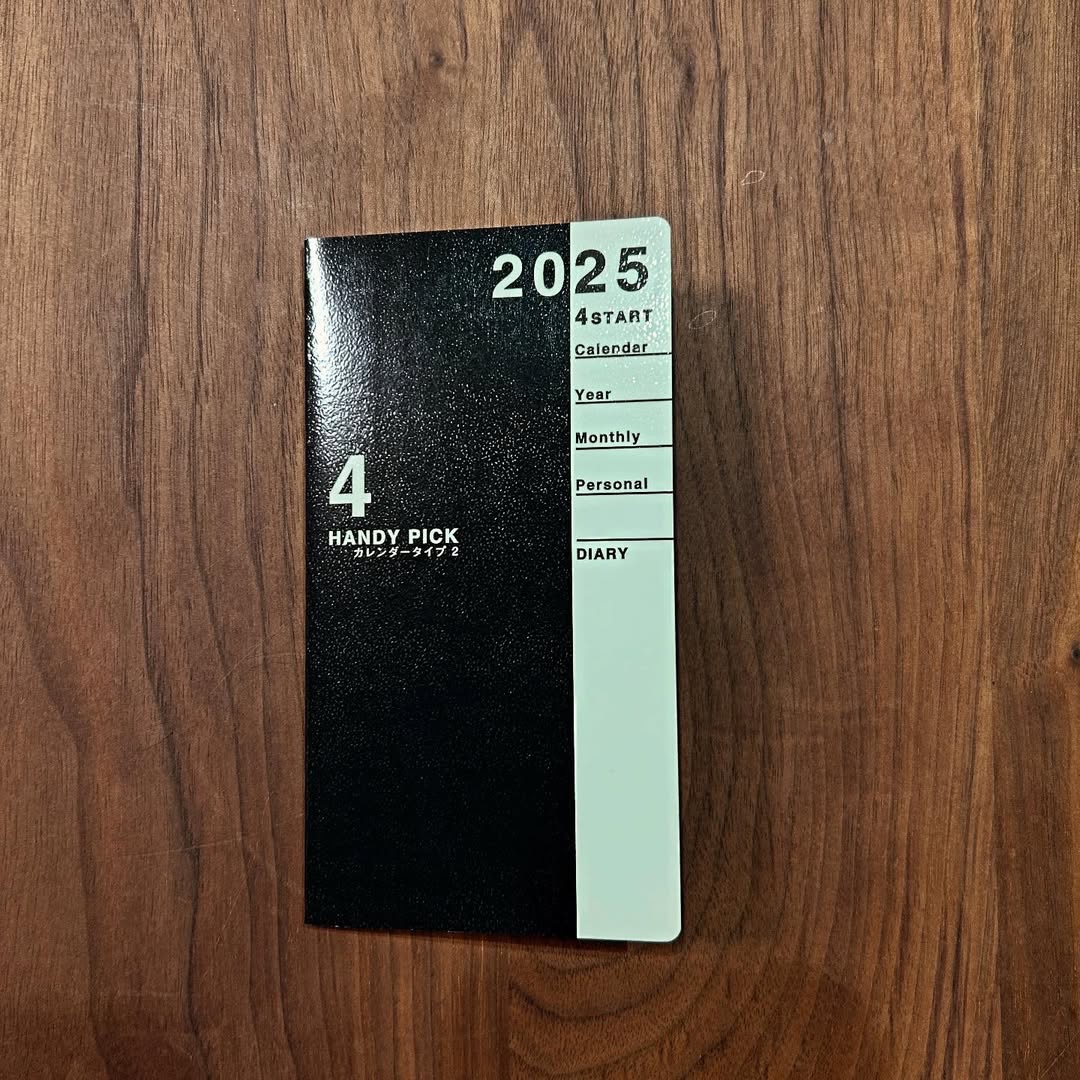 2025
4START
Calendar
Year
Monthly
Personal
DIARY
4
HANDY PICK
カレンダータイプ 2